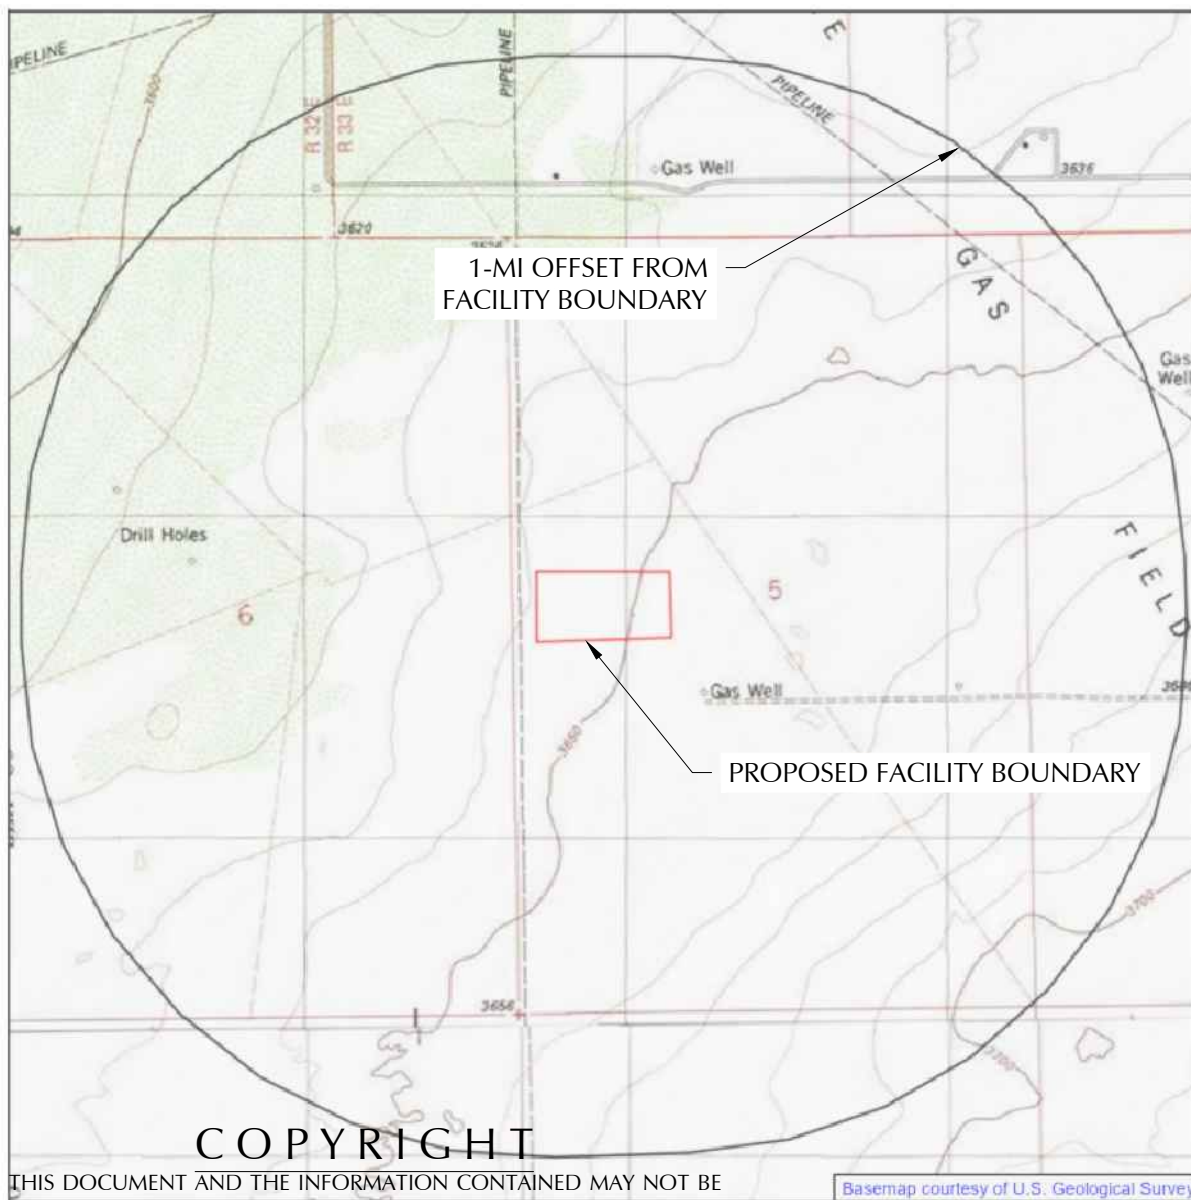 PIPELINE
3600
R 32 E
R 33 E
PIPELINE
PIPELINE
E
Gas Well
3636
3620
1-MI OFFSET FROM
FACILITY BOUNDARY
GAS
Gas
Well
Drill Holes
FIELD
6
5
Gas Well
3650
PROPOSED FACILITY BOUNDARY
3700
3656
3700
COPYRIGHT
THIS DOCUMENT AND THE INFORMATION CONTAINED MAY NOT BE
Basemap courtesy of U.S. Geological Survey